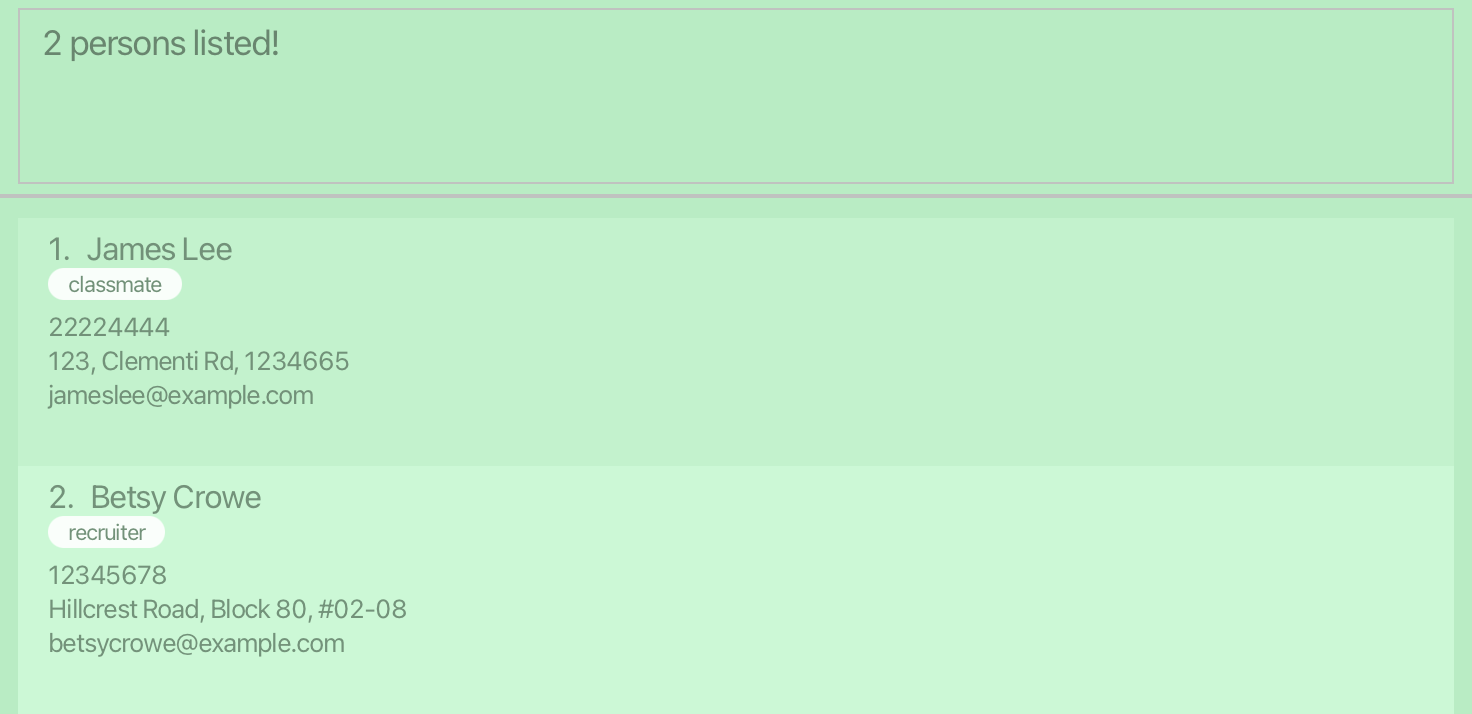 2 persons listed!
1. James Lee
classmate
22224444
123, Clementi Rd, 1234665
jameslee@example.com
2. Betsy Crowe
recruiter
12345678
Hillcrest Road, Block 80, #02-08
betsycrowe@example.com